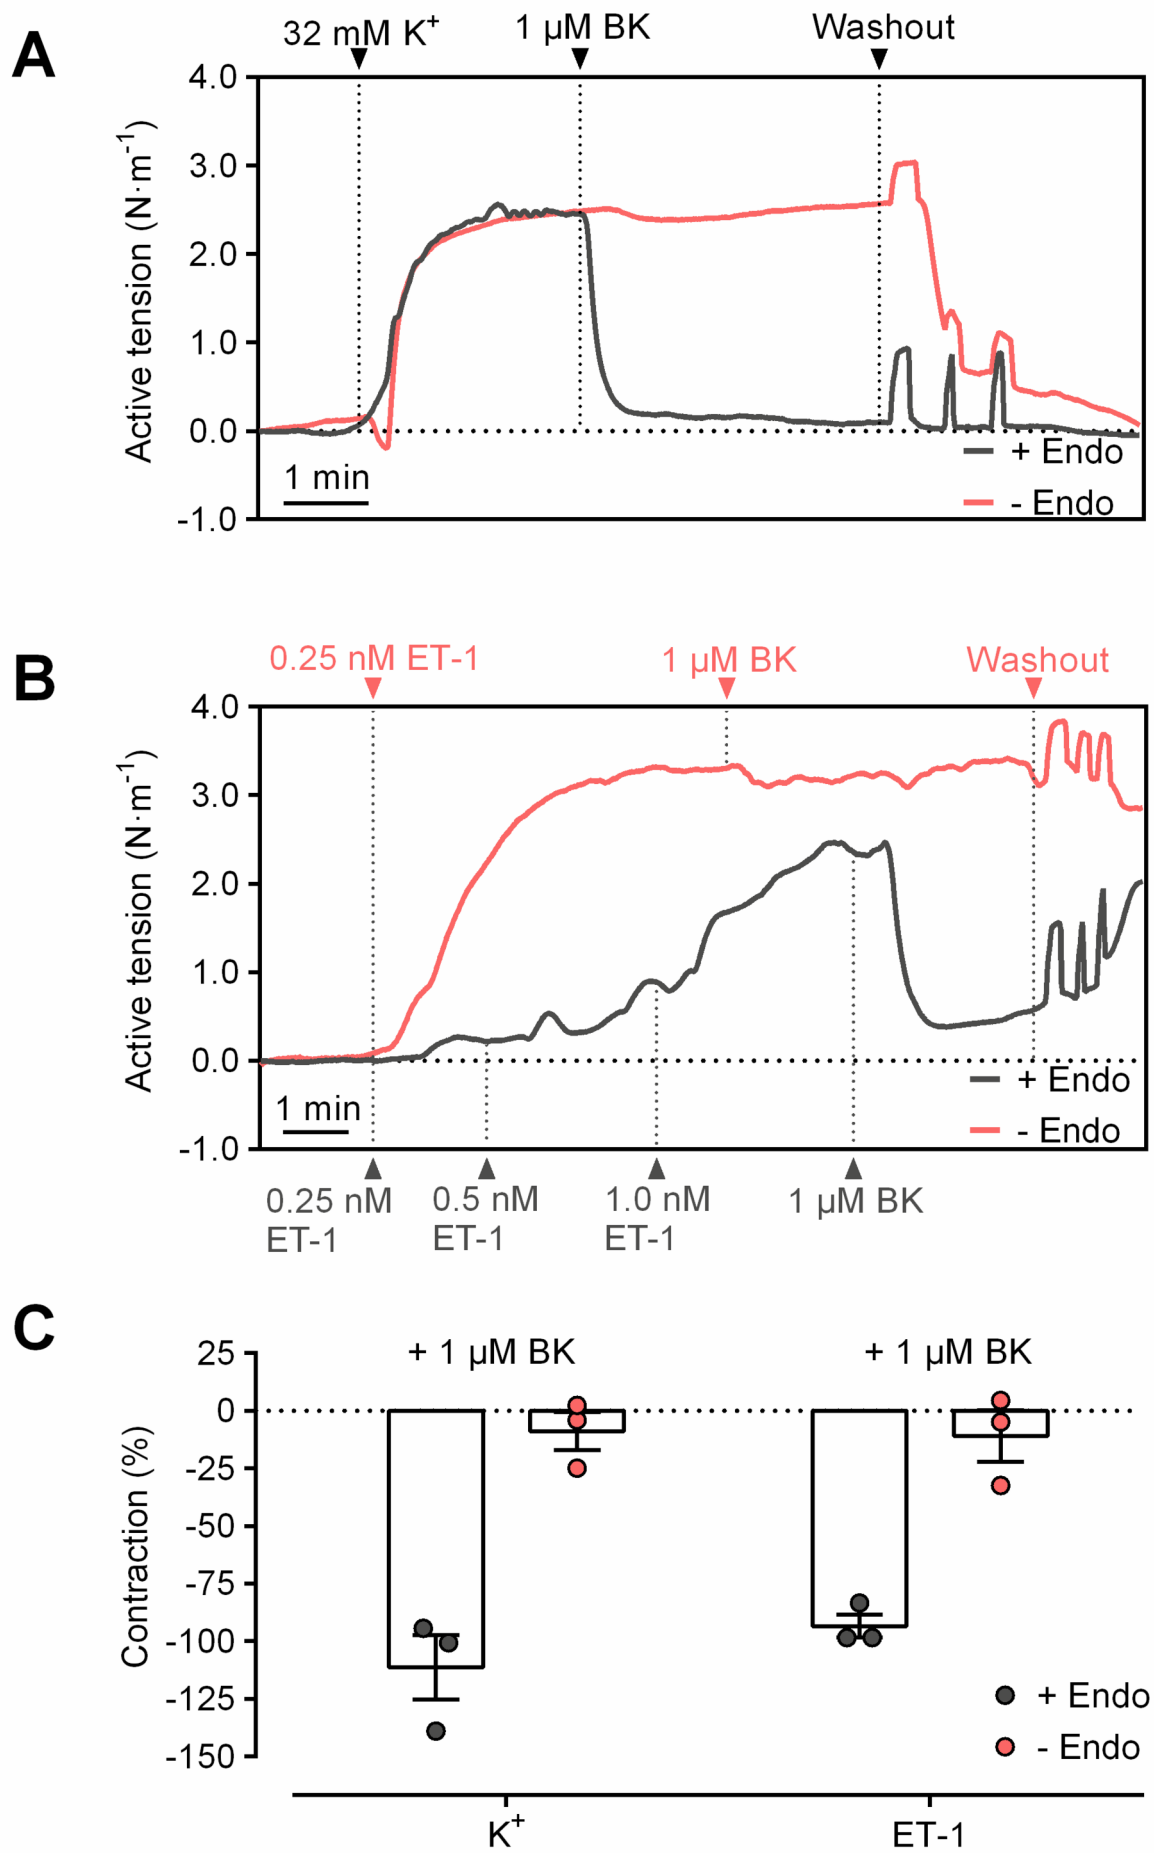 A
32 mM K⁺
1 µM BK
Washout
4.0
3.0
2.0
1.0
0.0
-1.0
Active tension (N·m⁻¹)
1 min
+ Endo
- Endo
B
0.25 nM ET-1
1 µM BK
Washout
4.0
3.0
2.0
1.0
0.0
-1.0
Active tension (N·m⁻¹)
1 min
+ Endo
- Endo
0.25 nM
ET-1
0.5 nM
ET-1
1.0 nM
ET-1
1 µM BK
C
+ 1 µM BK
+ 1 µM BK
25
0
-25
-50
-75
-100
-125
-150
Contraction (%)
+ Endo
- Endo
K⁺
ET-1